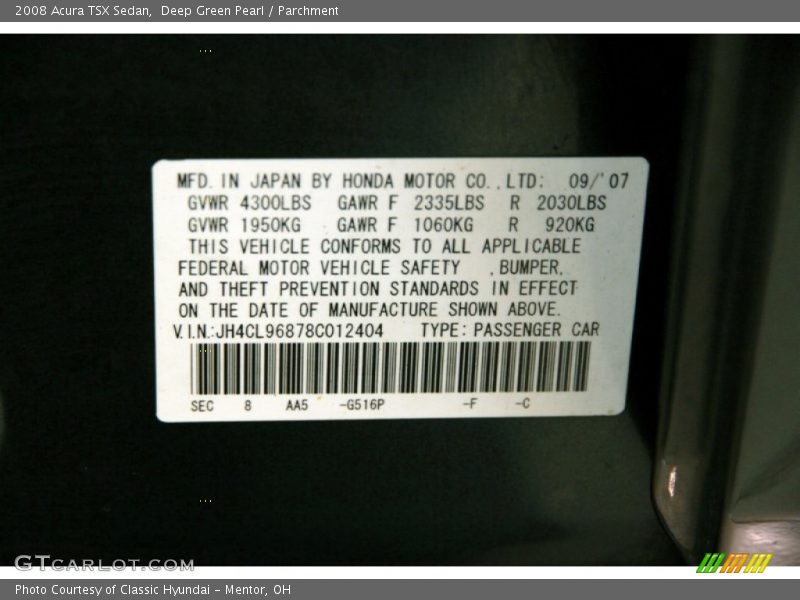 2008 Acura TSX Sedan,  Deep Green Pearl / Parchment
MFD. IN JAPAN BY HONDA MOTOR CO.,LTD: 09/'07
GVWR 4300LBS GAWR F 2335LBS R 2030LBS
GVWR 1950KG GAWR F 1060KG R 920KG
THIS VEHICLE CONFORMS TO ALL APPLICABLE
FEDERAL MOTOR VEHICLE SAFETY ,BUMPER,
AND THEFT PREVENTION STANDARDS IN EFFECT
ON THE DATE OF MANUFACTURE SHOWN ABOVE.
V.I.N.:JH4CL96878C012404 TYPE: PASSENGER CAR
SEC 8 AA5 -G516P -F -C
GTCARLOT.COM
Photo Courtesy of Classic Hyundai - Mentor, OH